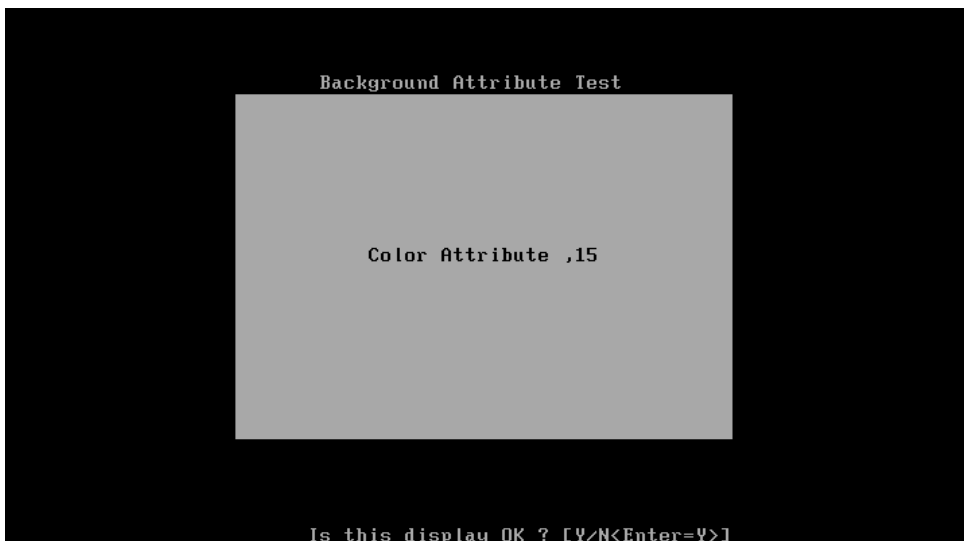 Background Attribute Test
Color Attribute ,15
Is this display OK ? [Y/N<Enter=Y>]